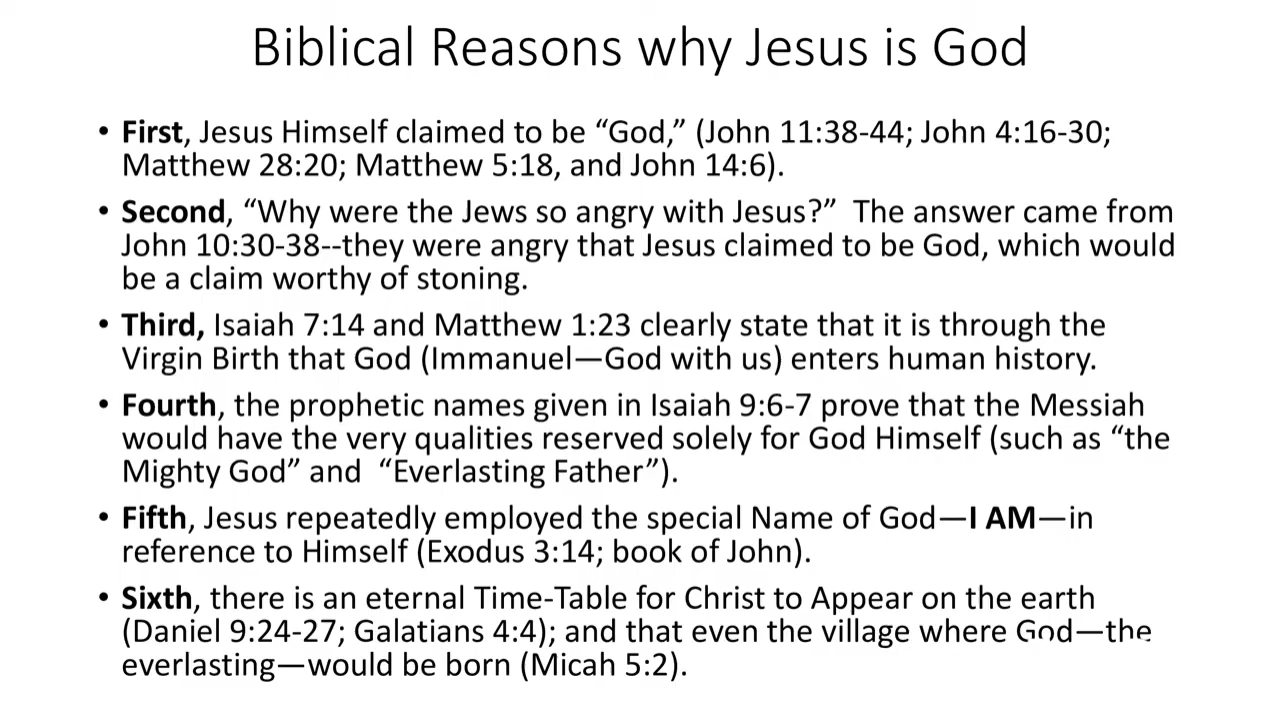 Biblical Reasons why Jesus is God
• First, Jesus Himself claimed to be “God,” (John 11:38-44; John 4:16-30;
Matthew 28:20; Matthew 5:18, and John 14:6).
• Second, “Why were the Jews so angry with Jesus?”  The answer came from
John 10:30-38--they were angry that Jesus claimed to be God, which would
be a claim worthy of stoning.
• Third, Isaiah 7:14 and Matthew 1:23 clearly state that it is through the
Virgin Birth that God (Immanuel—God with us) enters human history.
• Fourth, the prophetic names given in Isaiah 9:6-7 prove that the Messiah
would have the very qualities reserved solely for God Himself (such as “the
Mighty God” and  “Everlasting Father”).
• Fifth, Jesus repeatedly employed the special Name of God—I AM—in
reference to Himself (Exodus 3:14; book of John).
• Sixth, there is an eternal Time-Table for Christ to Appear on the earth
(Daniel 9:24-27; Galatians 4:4); and that even the village where God—the
everlasting—would be born (Micah 5:2).